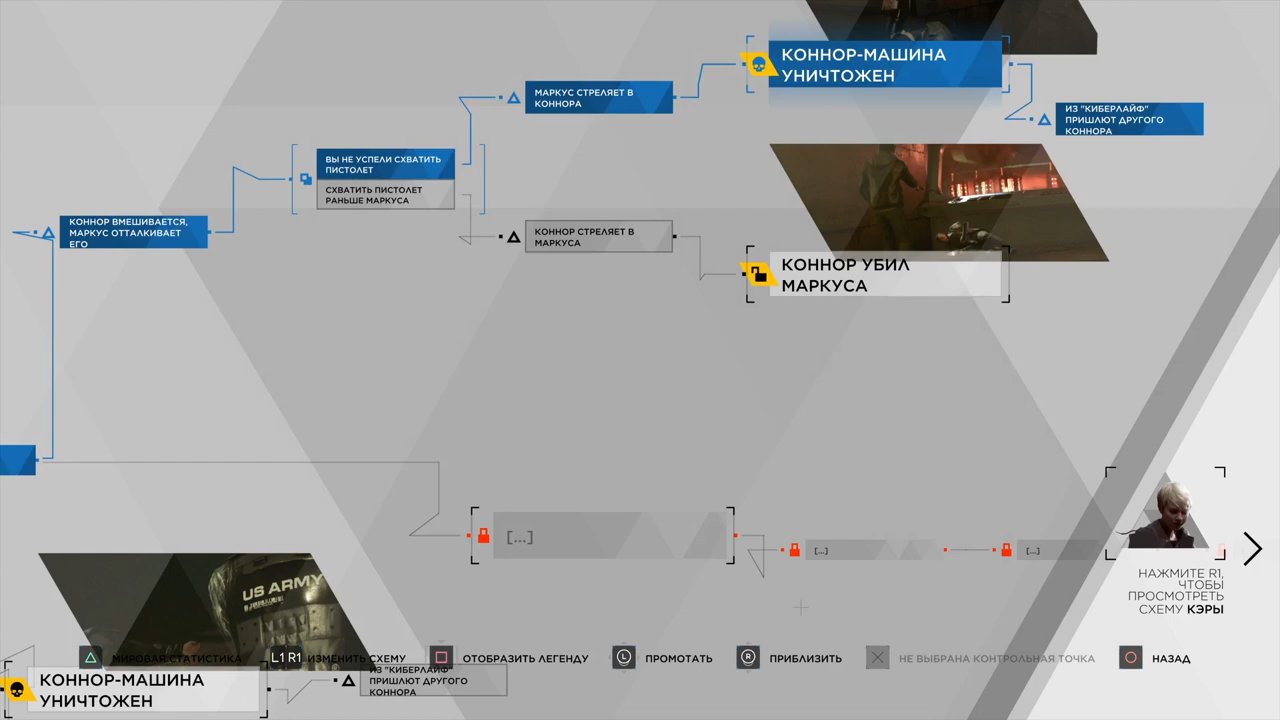 КОННОР-МАШИНА
УНИЧТОЖЕН
МАРКУС СТРЕЛЯЕТ В
КОННОРА
ИЗ "КИБЕРЛАЙФ"
ПРИШЛЮТ ДРУГОГО
КОННОРА
ВЫ НЕ УСПЕЛИ СХВАТИТЬ
ПИСТОЛЕТ
СХВАТИТЬ ПИСТОЛЕТ
РАНЬШЕ МАРКУСА
КОННОР ВМЕШИВАЕТСЯ,
МАРКУС ОТТАЛКИВАЕТ
ЕГО
КОННОР СТРЕЛЯЕТ В
МАРКУСА
КОННОР УБИЛ
МАРКУСА
[...]
[...]
[...]
НАЖМИТЕ R1,
ЧТОБЫ
ПРОСМОТРЕТЬ
СХЕМУ КЭРЫ
US ARMY
МИРОВАЯ СТАТИСТИКА
L1 R1 ИЗМЕНИТЬ СХЕМУ
ОТОБРАЗИТЬ ЛЕГЕНДУ
L ПРОМОТАТЬ
R ПРИБЛИЗИТЬ
НЕ ВЫБРАНА КОНТРОЛЬНАЯ ТОЧКА
НАЗАД
КОННОР-МАШИНА
УНИЧТОЖЕН
ИЗ "КИБЕРЛАЙФ"
ПРИШЛЮТ ДРУГОГО
КОННОРА